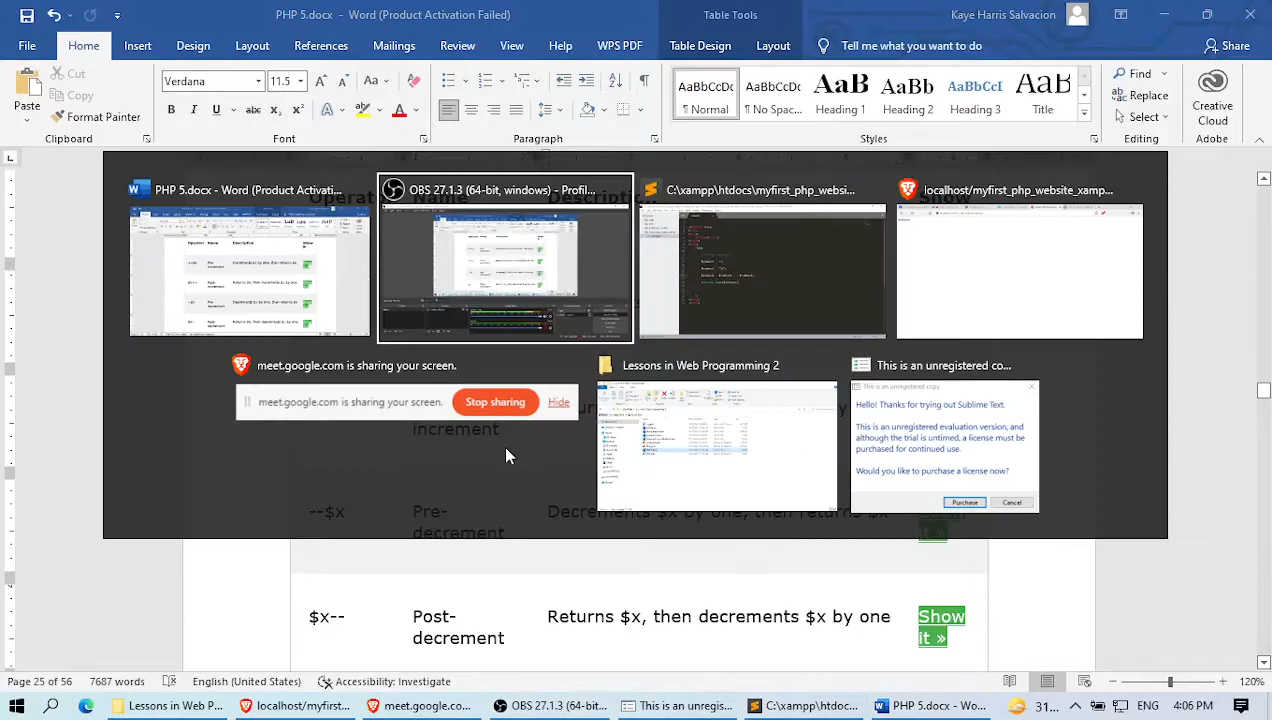 PHP 5.docx - Word (Product Activation Failed)
Table Tools
Kaye Harris Salvacion
File
Home
Insert
Design
Layout
References
Mailings
Review
View
Help
WPS PDF
Table Design
Layout
Tell me what you want to do
Share
Paste
Cut
Copy
Format Painter
Clipboard
Verdana
11.5
Font
Paragraph
AaBbCcDc
¶ Normal
AaBbCcDc
¶ No Spac...
AaB
Heading 1
AaBb
Heading 2
AaBbCcI
Heading 3
AaB
Title
Styles
Find
Replace
Select
Editing
Creative
Cloud
Adobe
PHP 5.docx - Word (Product Activati...
OBS 27.1.3 (64-bit, windows) - Profil...
C:\xampp\htdocs\myfirst_php_websi...
localhost/myfirst_php_website_xamp...
meet.google.com is sharing your screen.
meet.google.com is sharing your screen.
Stop sharing
Hide
Lessons in Web Programming 2
This is an unregistered co...
This is an unregistered copy
Hello! Thanks for trying out Sublime Text.
This is an unregistered evaluation version, and
although the trial is untimed, a license must be
purchased for continued use.
Would you like to purchase a license now?
Purchase
Cancel
increment
--$x
Pre-
decrement
Decrements $x by one, then returns $x
it »
$x--
Post-
decrement
Returns $x, then decrements $x by one
Show
it »
Page 25 of 56
7687 words
English (United States)
Accessibility: Investigate
120%
Lessons in Web P...
localhost/myfirst...
meet.google.com...
OBS 27.1.3 (64-bit,...
This is an unregis...
C:\xampp\htdoc...
PHP 5.docx - Wo...
31...
ENG
4:06 PM